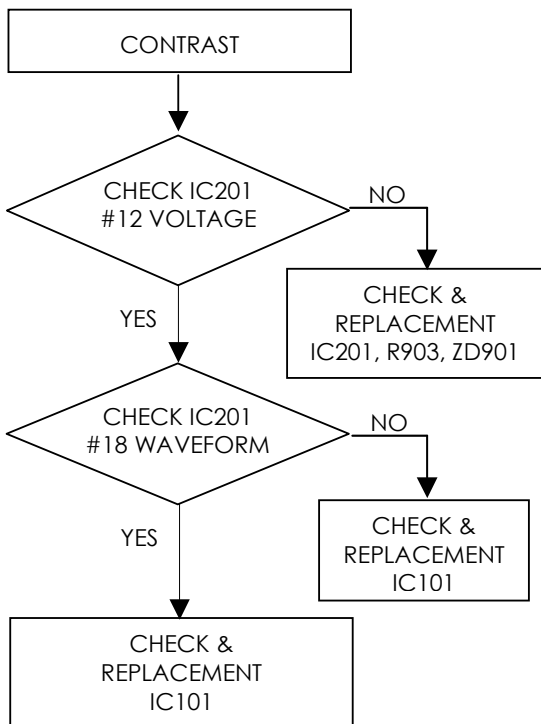 CONTRAST
CHECK IC201
#12 VOLTAGE
NO
CHECK &
REPLACEMENT
IC201, R903, ZD901
YES
CHECK IC201
#18 WAVEFORM
NO
CHECK &
REPLACEMENT
IC101
YES
CHECK &
REPLACEMENT
IC101